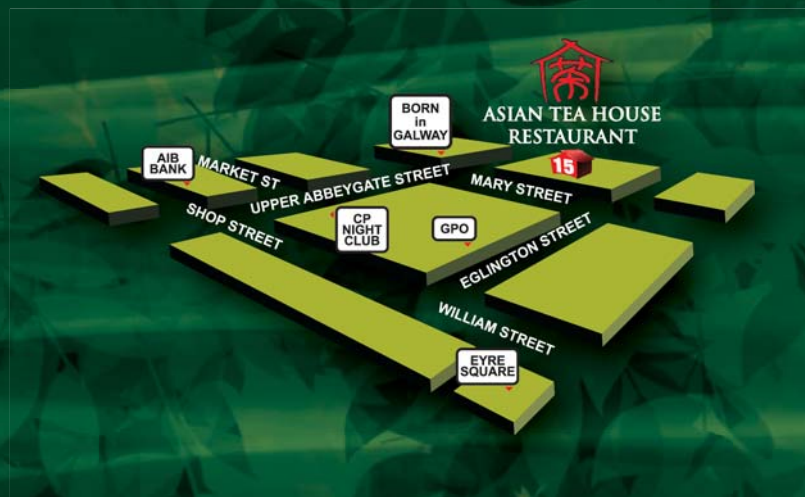 茶
ASIAN TEA HOUSE
RESTAURANT
15
BORN
in
GALWAY
AIB
BANK
MARKET ST
UPPER ABBEYGATE STREET
MARY STREET
SHOP STREET
CP
NIGHT
CLUB
GPO
EGLINGTON STREET
WILLIAM STREET
EYRE
SQUARE